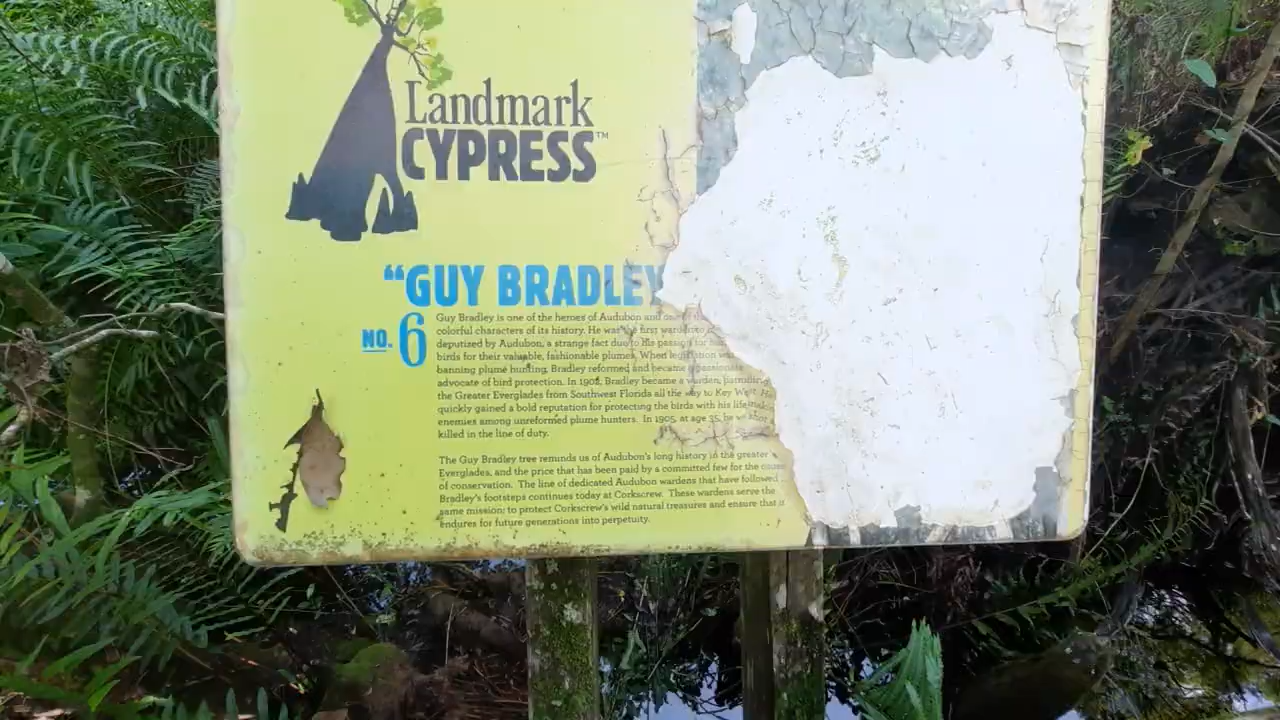 Landmark
CYPRESS™
“GUY BRADLEY
NO. 6
Guy Bradley is one of the heroes of Audubon and one of the
colorful characters of its history. He was the first warden to
deputized by Audubon, a strange fact due to his passion for
birds for their valuable, fashionable plumes. When legislation was
banning plume hunting, Bradley reformed and became a passionate
advocate of bird protection. In 1902, Bradley became a warden, patrolling
the Greater Everglades from Southwest Florida all the way to Key West. He
quickly gained a bold reputation for protecting the birds with his life
enemies among unreformed plume hunters. In 1905, at age 35, he was shot
killed in the line of duty.
The Guy Bradley tree reminds us of Audubon's long history in the greater
Everglades, and the price that has been paid by a committed few for the cause
of conservation. The line of dedicated Audubon wardens that have followed
Bradley's footsteps continues today at Corkscrew. These wardens serve the
same mission: to protect Corkscrew's wild natural treasures and ensure that it
endures for future generations into perpetuity.